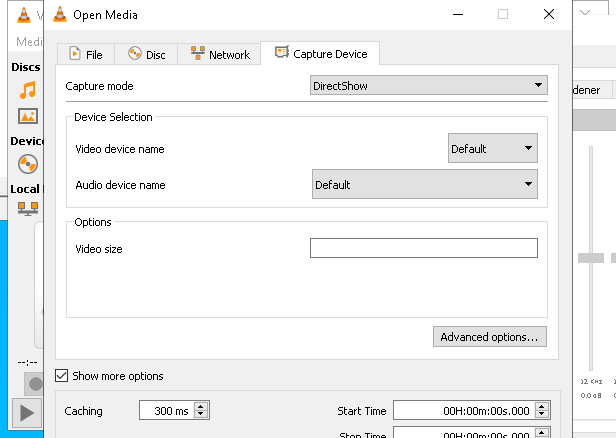 V
Open Media
Medi
File
Disc
Network
Capture Device
Discs
Capture mode
DirectShow
dener
Device Selection
Device
Video device name
Default
Local
Audio device name
Default
Options
Video size
Advanced options...
--:--
Show more options
12 KHz
0.0 dB
Caching
300 ms
Start Time
00H:00m:00s.000
Stop Time
00H:00m:00s.000